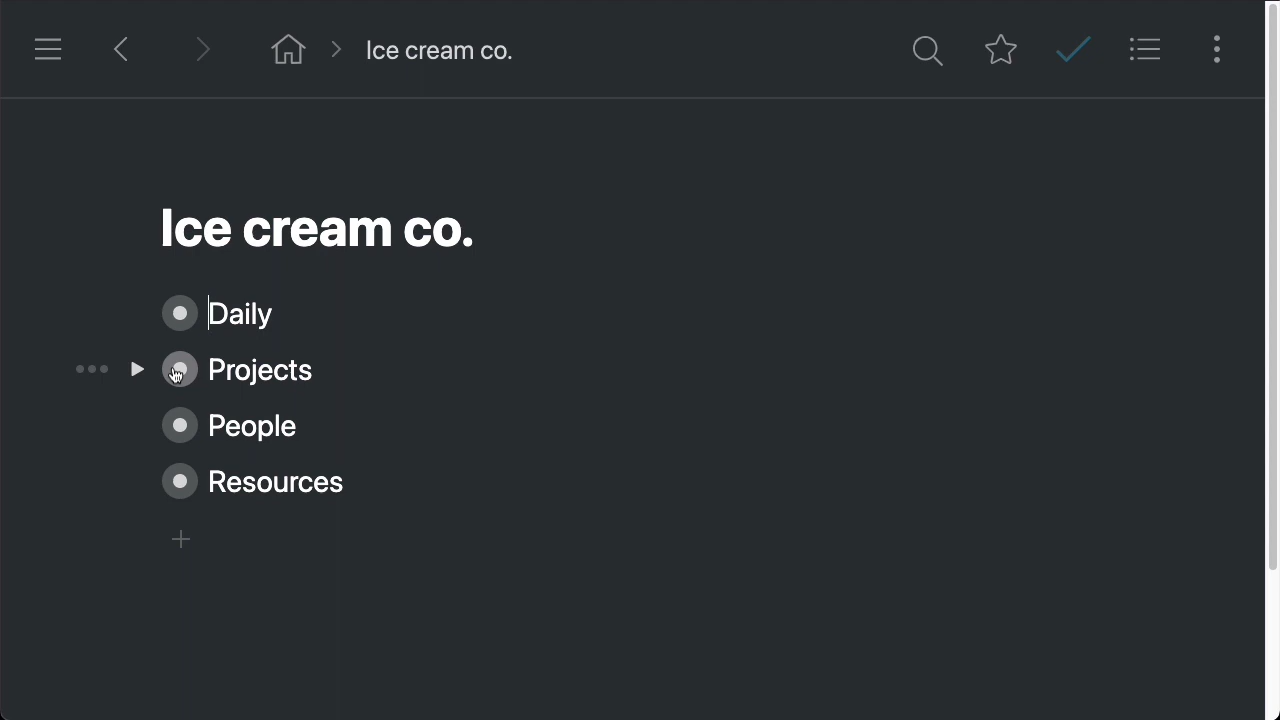 Ice cream co.
Ice cream co.
Daily
Projects
People
Resources